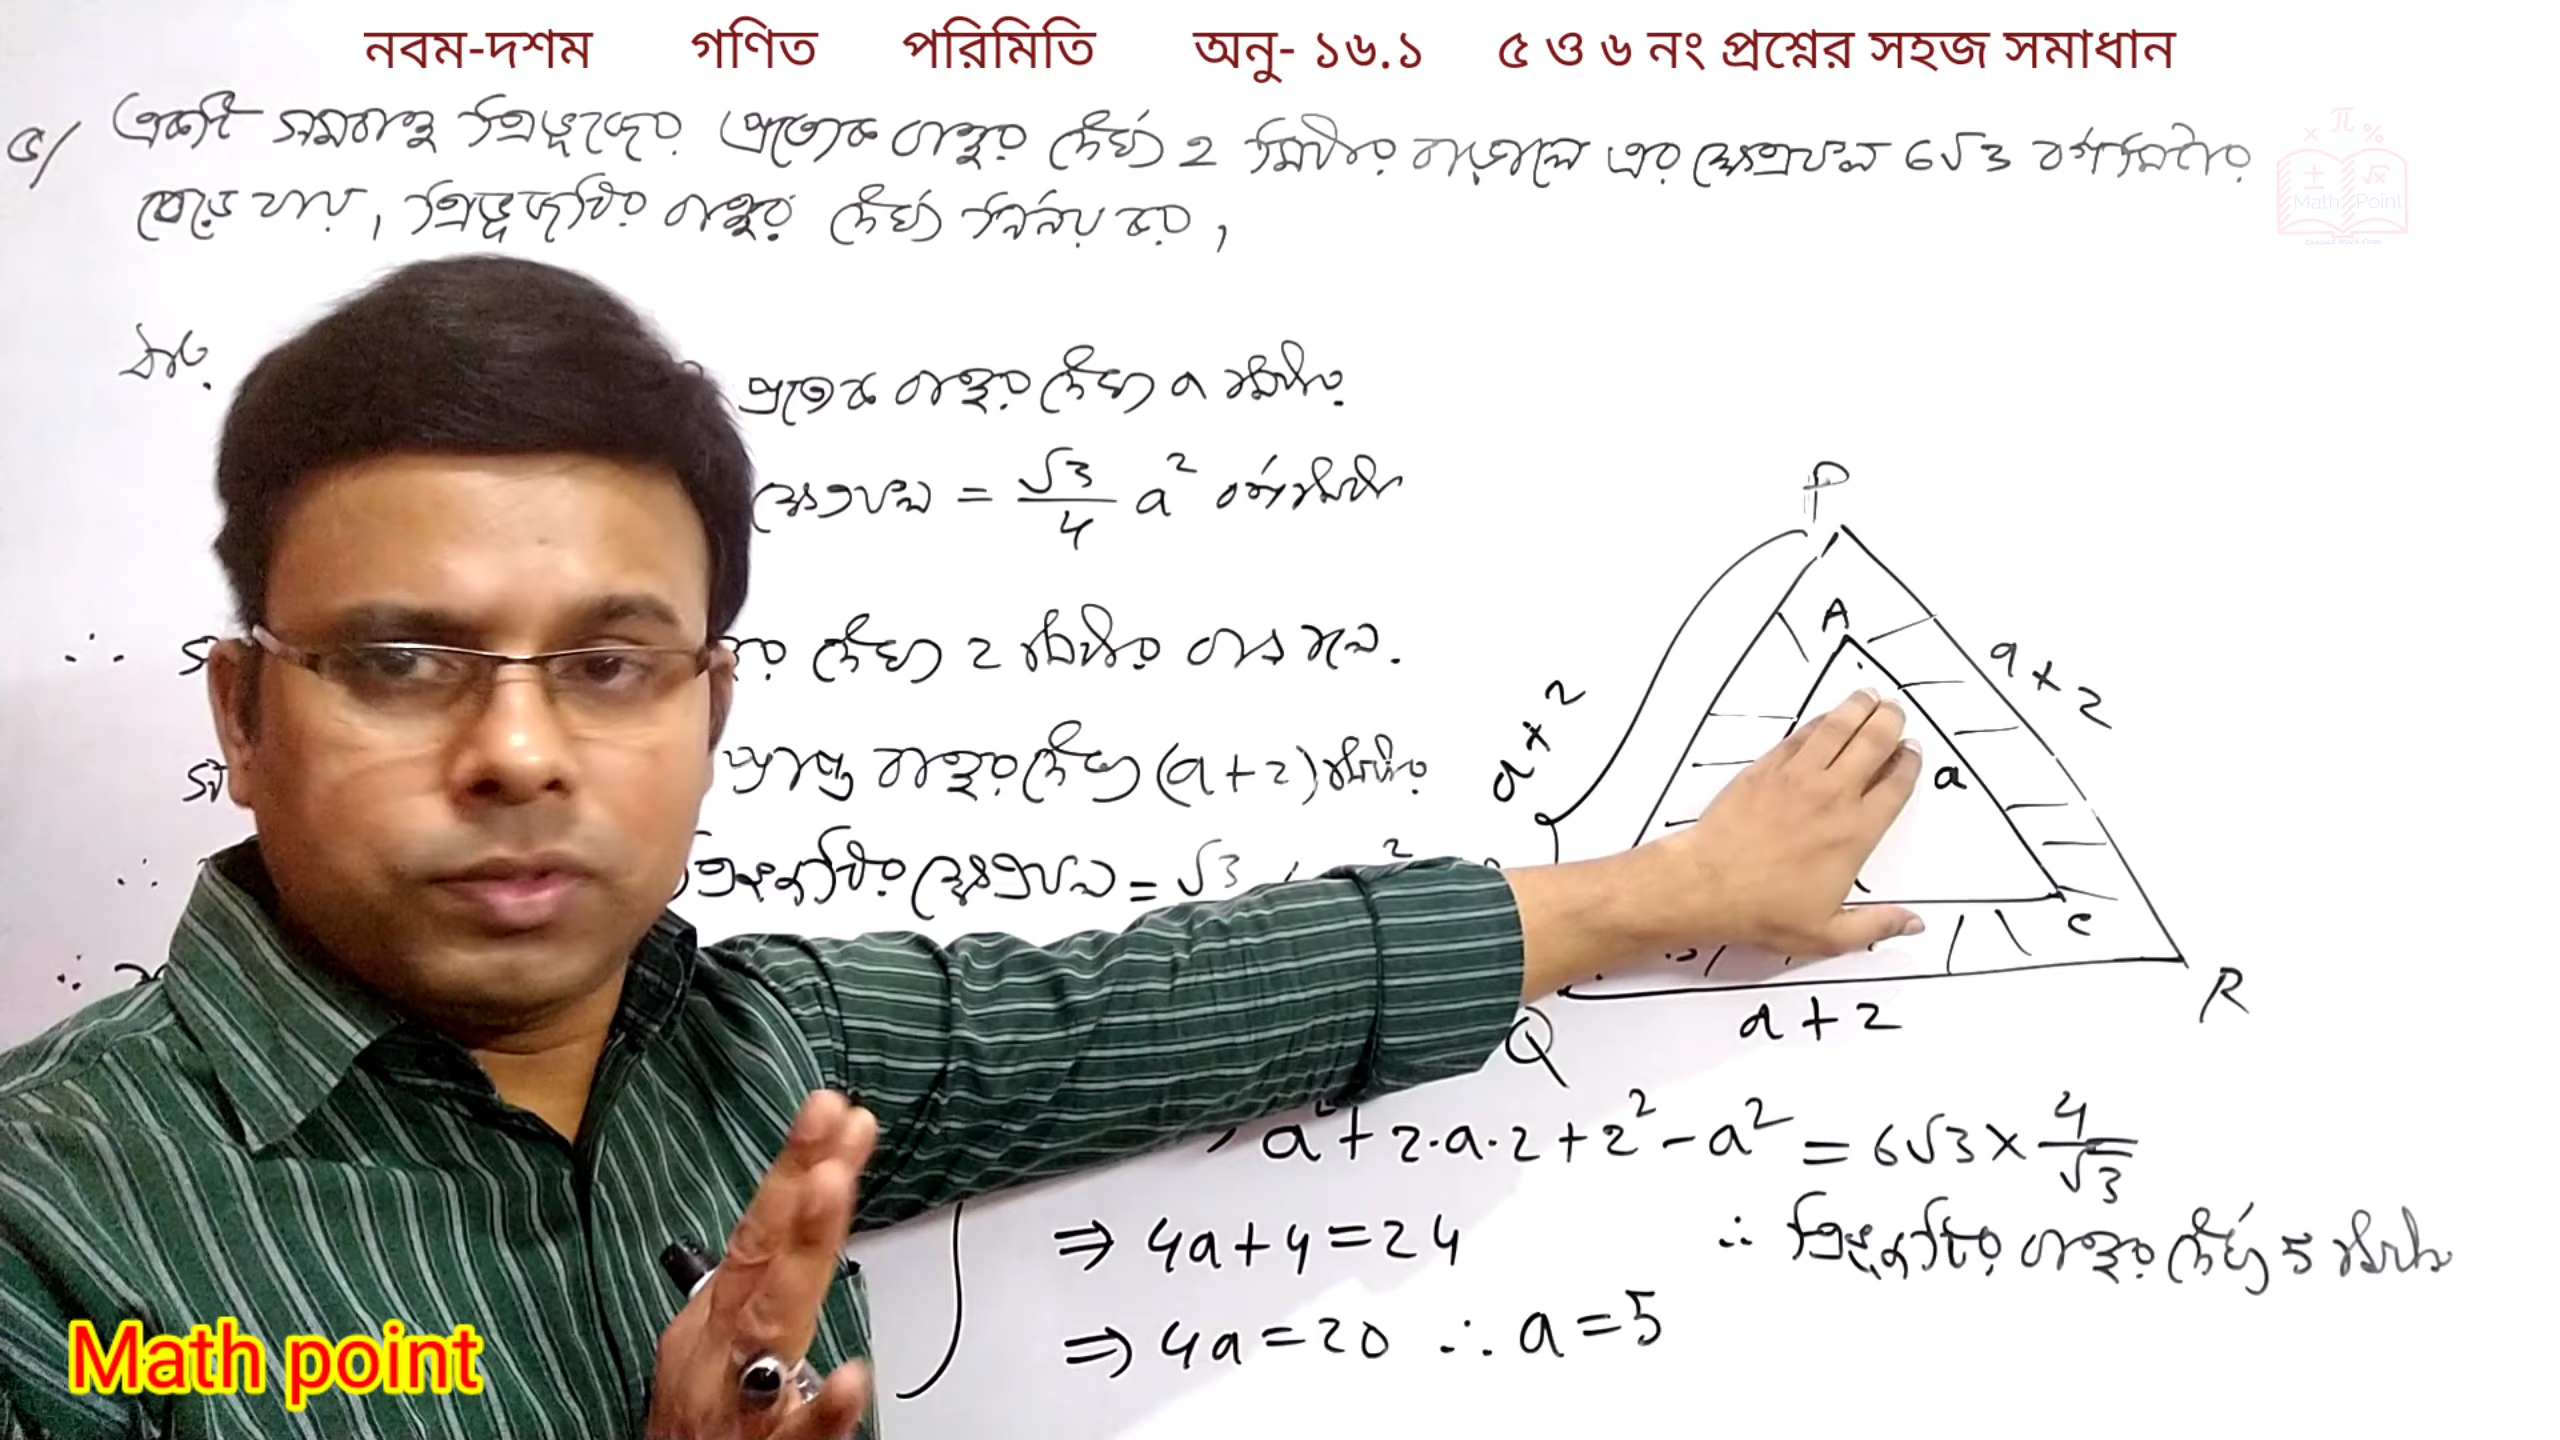 নবম-দশম গণিত পরিমিতি অনু- ১৬.১ ৫ ও ৬ নং প্রশ্নের সহজ সমাধান
৫/ একটি সমবাহু ত্রিভূজের প্রত্যেক বাহুর দৈর্ঘ্য 2 মিটার বাড়ালে এর ক্ষেত্রফল 6√3 বর্গমিটার
বেড়ে যায়, ত্রিভূজটির বাহুর দৈর্ঘ্য নির্ণয় কর,
× π %
± √x
Math Point
প্রত্যেক বাহুর দৈর্ঘ্য a মিটার
ক্ষেত্রফল = √3/4 a² বর্গমিটার
∴ র দৈর্ঘ্য 2 মিটার
প্রাপ্ত বাহুর দৈর্ঘ্য (a+2) মিটার
∴ ত্রিভুজটির ক্ষেত্রফল = √3
∴
P
A
a+2
a+2
a
C
R
Q
a+2
a²+2·a·2+2²-a² = 6√3 × 4/√3
⇒ 4a+4=24
∴ ত্রিভুজটির বাহুর দৈর্ঘ্য 5 মিটার
⇒ 4a=20 ∴ a=5
Math point